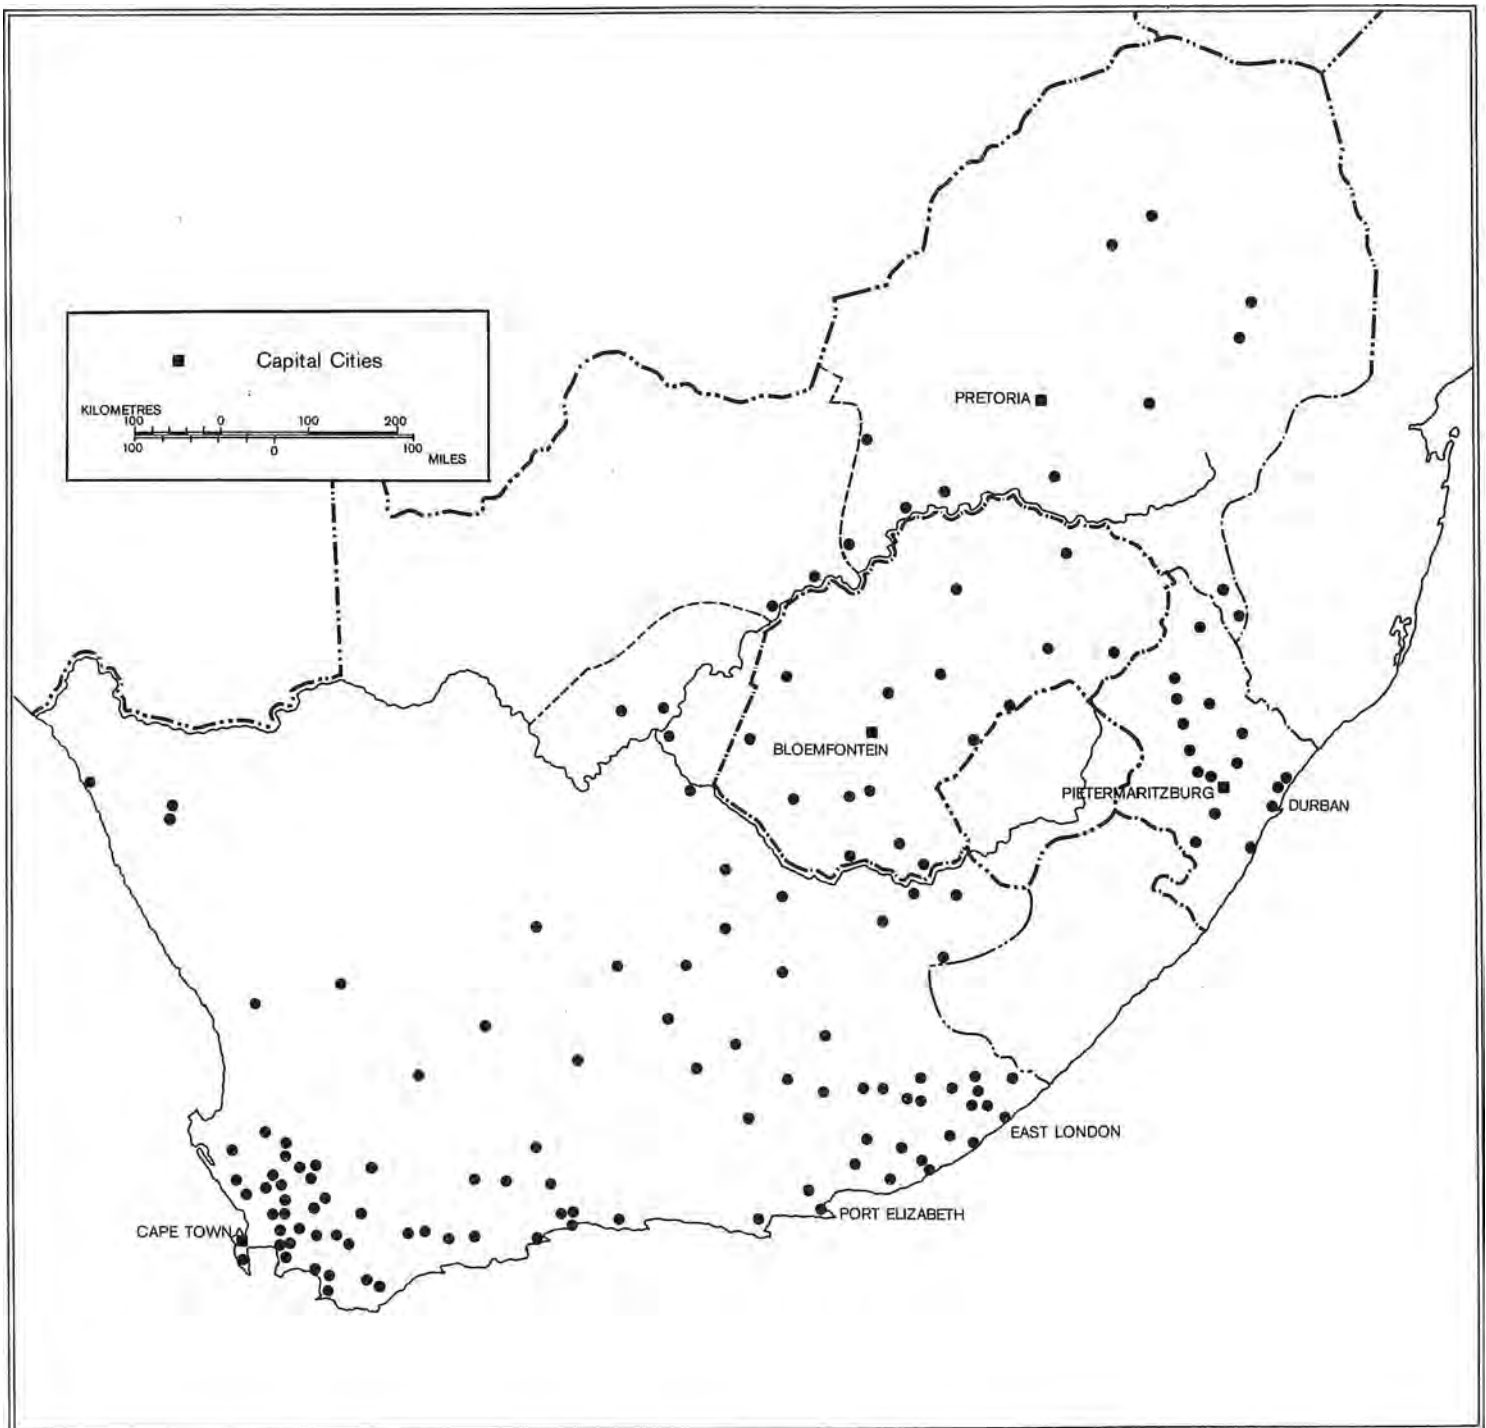 Capital Cities
KILOMETRES
100 0 100 200
100 0 100
MILES
PRETORIA
BLOEMFONTEIN
PIETERMARITZBURG
DURBAN
EAST LONDON
PORT ELIZABETH
CAPE TOWN